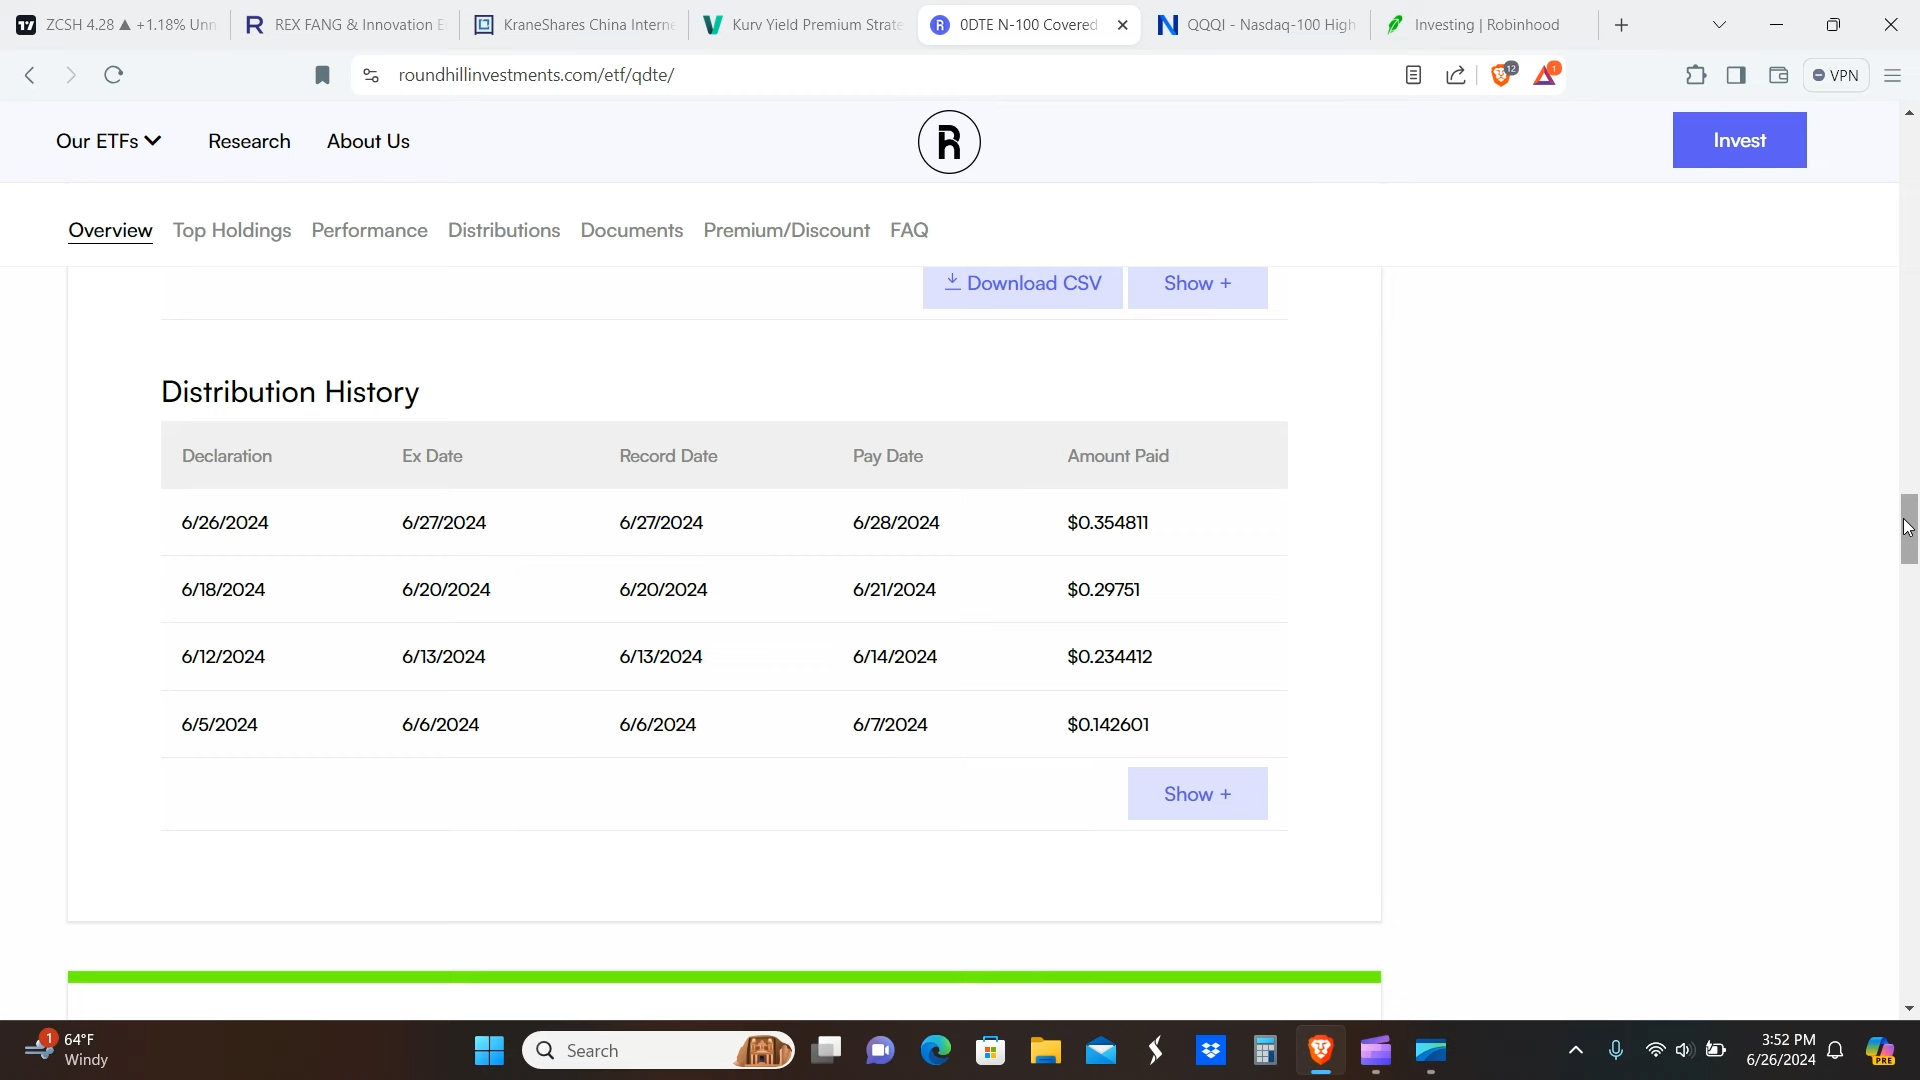 ZCSH 4.28 ▲ +1.18% Unn
REX FANG & Innovation E
KraneShares China Intern
Kurv Yield Premium Strate
0DTE N-100 Covered
QQQI - Nasdaq-100 High
Investing | Robinhood
roundhillinvestments.com/etf/qdte/
12
1
VPN
Our ETFs
Research
About Us
R
Invest
Overview
Top Holdings
Performance
Distributions
Documents
Premium/Discount
FAQ
Download CSV
Show +
Distribution History
Declaration Ex Date Record Date Pay Date Amount Paid
6/26/2024 6/27/2024 6/27/2024 6/28/2024 $0.354811
6/18/2024 6/20/2024 6/20/2024 6/21/2024 $0.29751
6/12/2024 6/13/2024 6/13/2024 6/14/2024 $0.234412
6/5/2024 6/6/2024 6/6/2024 6/7/2024 $0.142601
Show +
1
64°F
Windy
Search
3:52 PM
6/26/2024
PRE